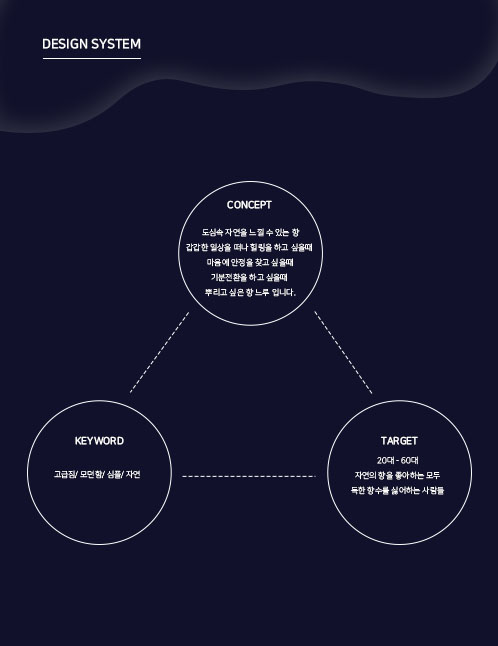 DESIGN SYSTEM
CONCEPT
도심속 자연을 느낄 수 있는 향
갑갑한 일상을 떠나 힐링을 하고 싶을때
마음에 안정을 찾고 싶을때
기분전환을 하고 싶을때
뿌리고 싶은 향 느루 입니다.
KEYWORD
고급짐/ 모던함/ 심플/ 자연
TARGET
20대 - 60대
자연의 향을 좋아하는 모두
독한 향수를 싫어하는 사람들